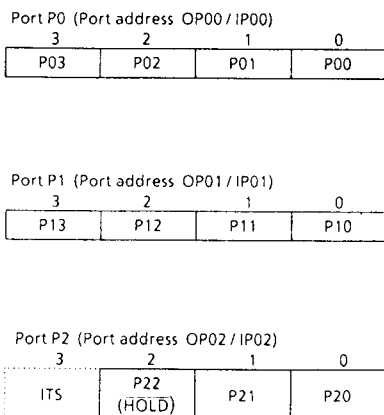 Port P0 (Port address OP00 / IP00)
3 2 1 0
P03 P02 P01 P00
Port P1 (Port address OP01 / IP01)
3 2 1 0
P13 P12 P11 P10
Port P2 (Port address OP02 / IP02)
3 2 1 0
ITS P22 P21 P20
(HOLD)